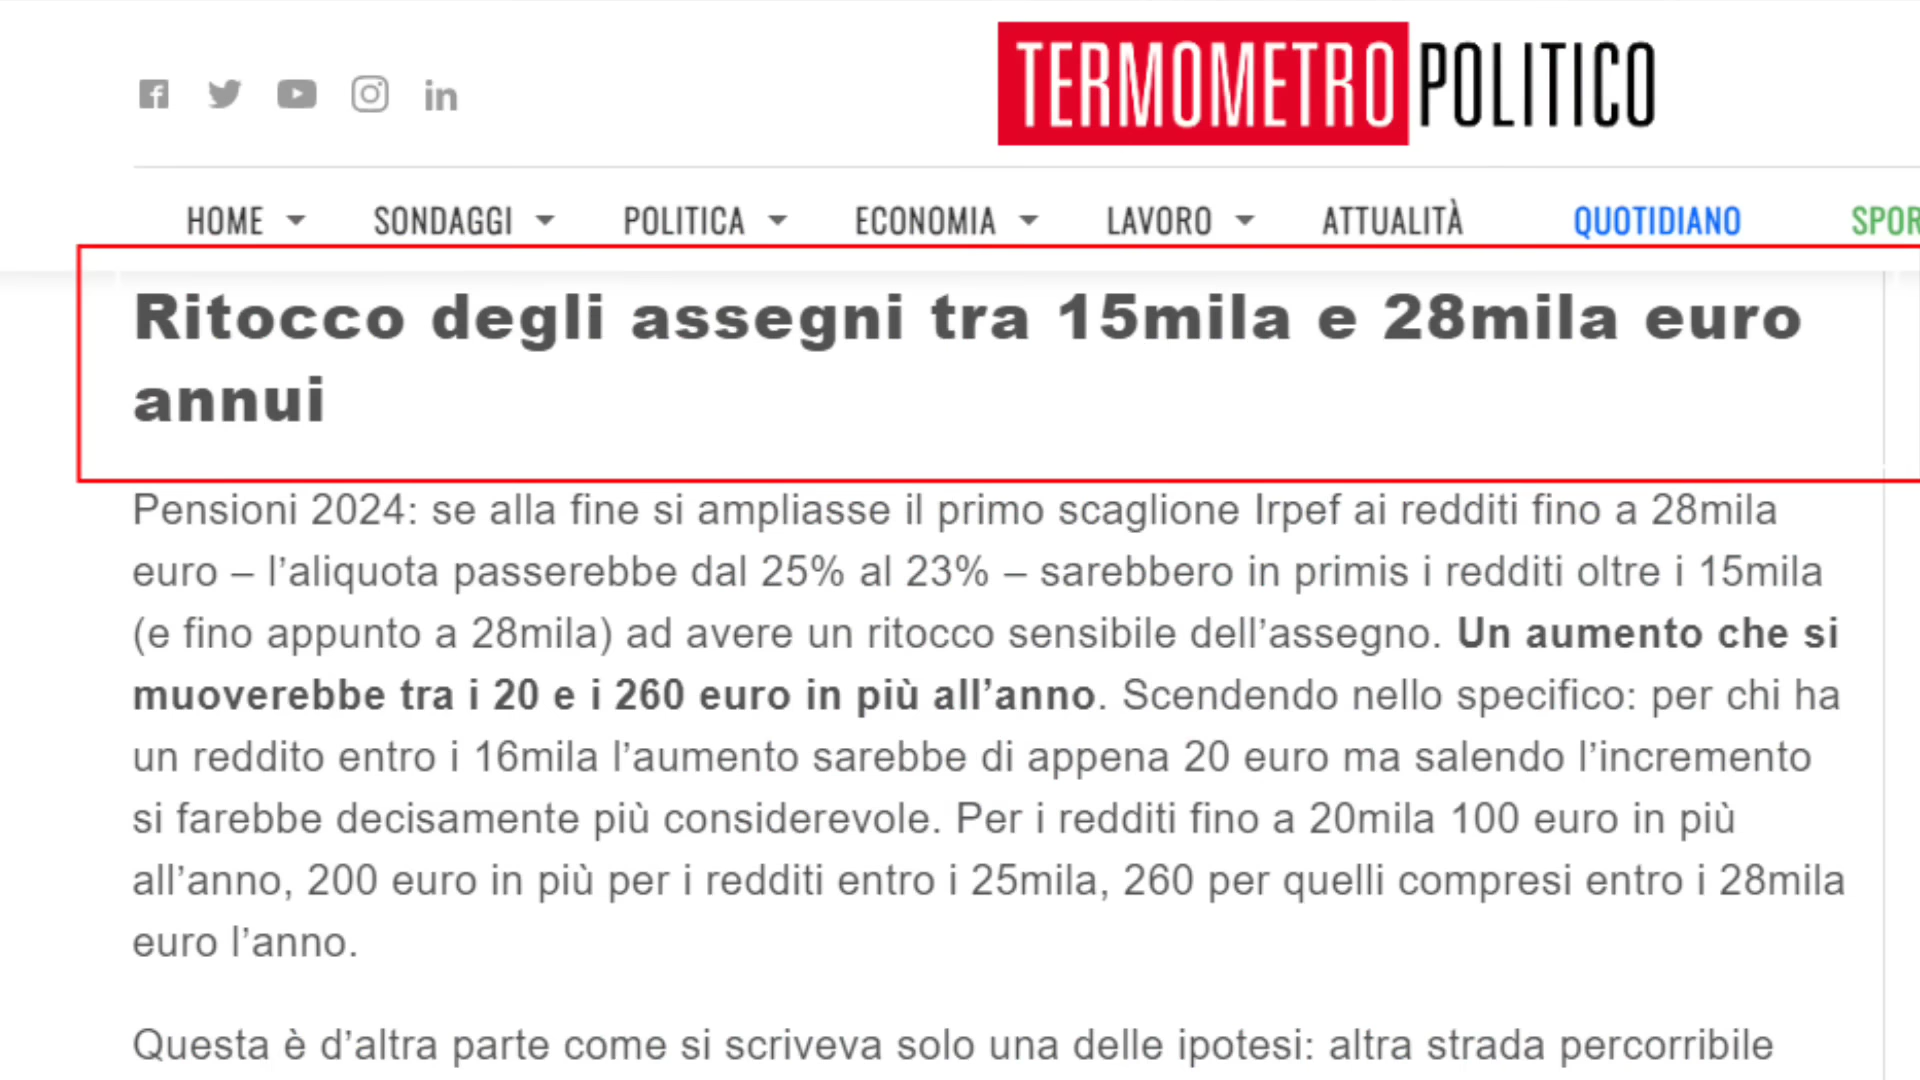 TERMOMETRO POLITICO
HOME SONDAGGI POLITICA ECONOMIA LAVORO ATTUALITÀ QUOTIDIANO SPOR
Ritocco degli assegni tra 15mila e 28mila euro
annui
Pensioni 2024: se alla fine si ampliasse il primo scaglione Irpef ai redditi fino a 28mila
euro – l’aliquota passerebbe dal 25% al 23% – sarebbero in primis i redditi oltre i 15mila
(e fino appunto a 28mila) ad avere un ritocco sensibile dell’assegno. Un aumento che si
muoverebbe tra i 20 e i 260 euro in più all’anno. Scendendo nello specifico: per chi ha
un reddito entro i 16mila l’aumento sarebbe di appena 20 euro ma salendo l’incremento
si farebbe decisamente più considerevole. Per i redditi fino a 20mila 100 euro in più
all’anno, 200 euro in più per i redditi entro i 25mila, 260 per quelli compresi entro i 28mila
euro l’anno.
Questa è d’altra parte come si scriveva solo una delle ipotesi: altra strada percorribile